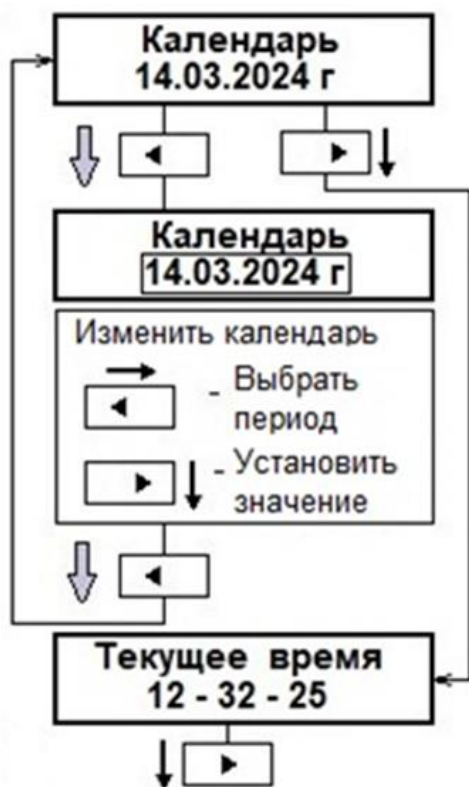 Календарь
14.03.2024 г
Календарь
14.03.2024 г
Изменить календарь
- Выбрать
период
- Установить
значение
Текущее время
12 - 32 - 25